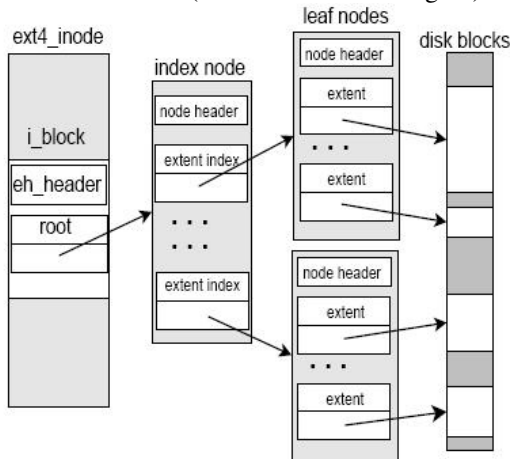 leaf nodes
ext4_inode
disk blocks
index node
node header
extent
. . .
extent
i_block
eh_header
root
node header
extent index
. . .
. . .
extent index
node header
extent
. . .
extent